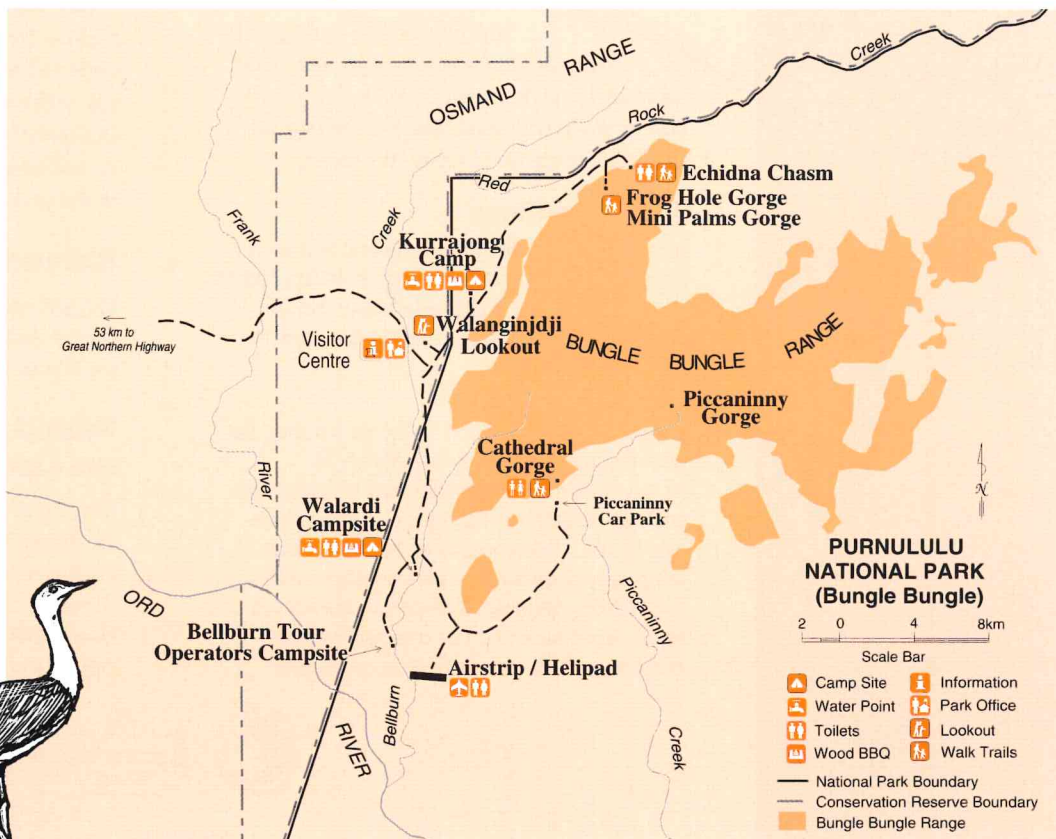 OSMAND RANGE
Creek
Rock
Red
Echidna Chasm
Frog Hole Gorge
Mini Palms Gorge
Frank
River
Creek
Kurrajong
Camp
53 km to
Great Northern Highway
Visitor
Centre
Walanginjdji
Lookout
BUNGLE BUNGLE RANGE
Piccaninny
Gorge
Cathedral
Gorge
Piccaninny
Car Park
N
Walardi
Campsite
ORD
RIVER
Bellburn Tour
Operators Campsite
Airstrip / Helipad
Bellburn
Piccaninny
Creek
PURNULULU
NATIONAL PARK
(Bungle Bungle)
2 0 4 8km
Scale Bar
Camp Site
Water Point
Toilets
Wood BBQ
Information
Park Office
Lookout
Walk Trails
National Park Boundary
Conservation Reserve Boundary
Bungle Bungle Range